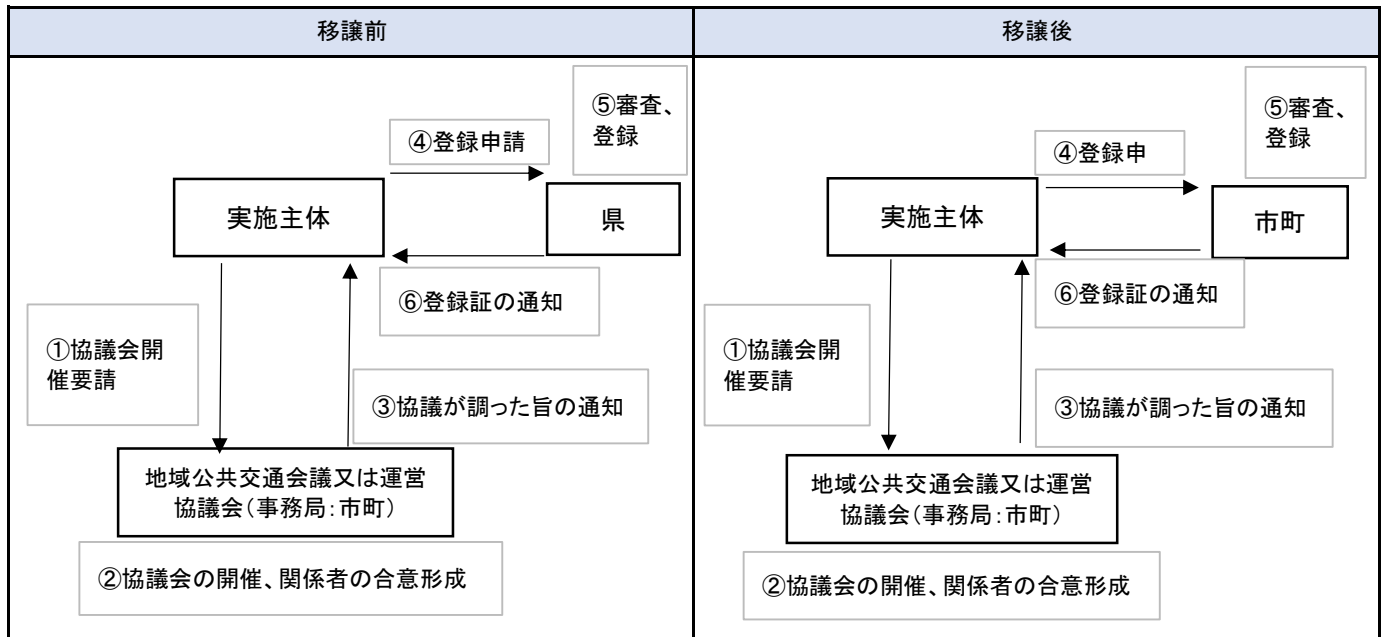 移譲前
⑤審査、
登録
④登録申請
実施主体
県
⑥登録証の通知
①協議会開
催要請
③協議が調った旨の通知
地域公共交通会議又は運営
協議会(事務局:市町)
②協議会の開催、関係者の合意形成
移譲後
⑤審査、
登録
④登録申
実施主体
市町
⑥登録証の通知
①協議会開
催要請
③協議が調った旨の通知
地域公共交通会議又は運営
協議会(事務局:市町)
②協議会の開催、関係者の合意形成